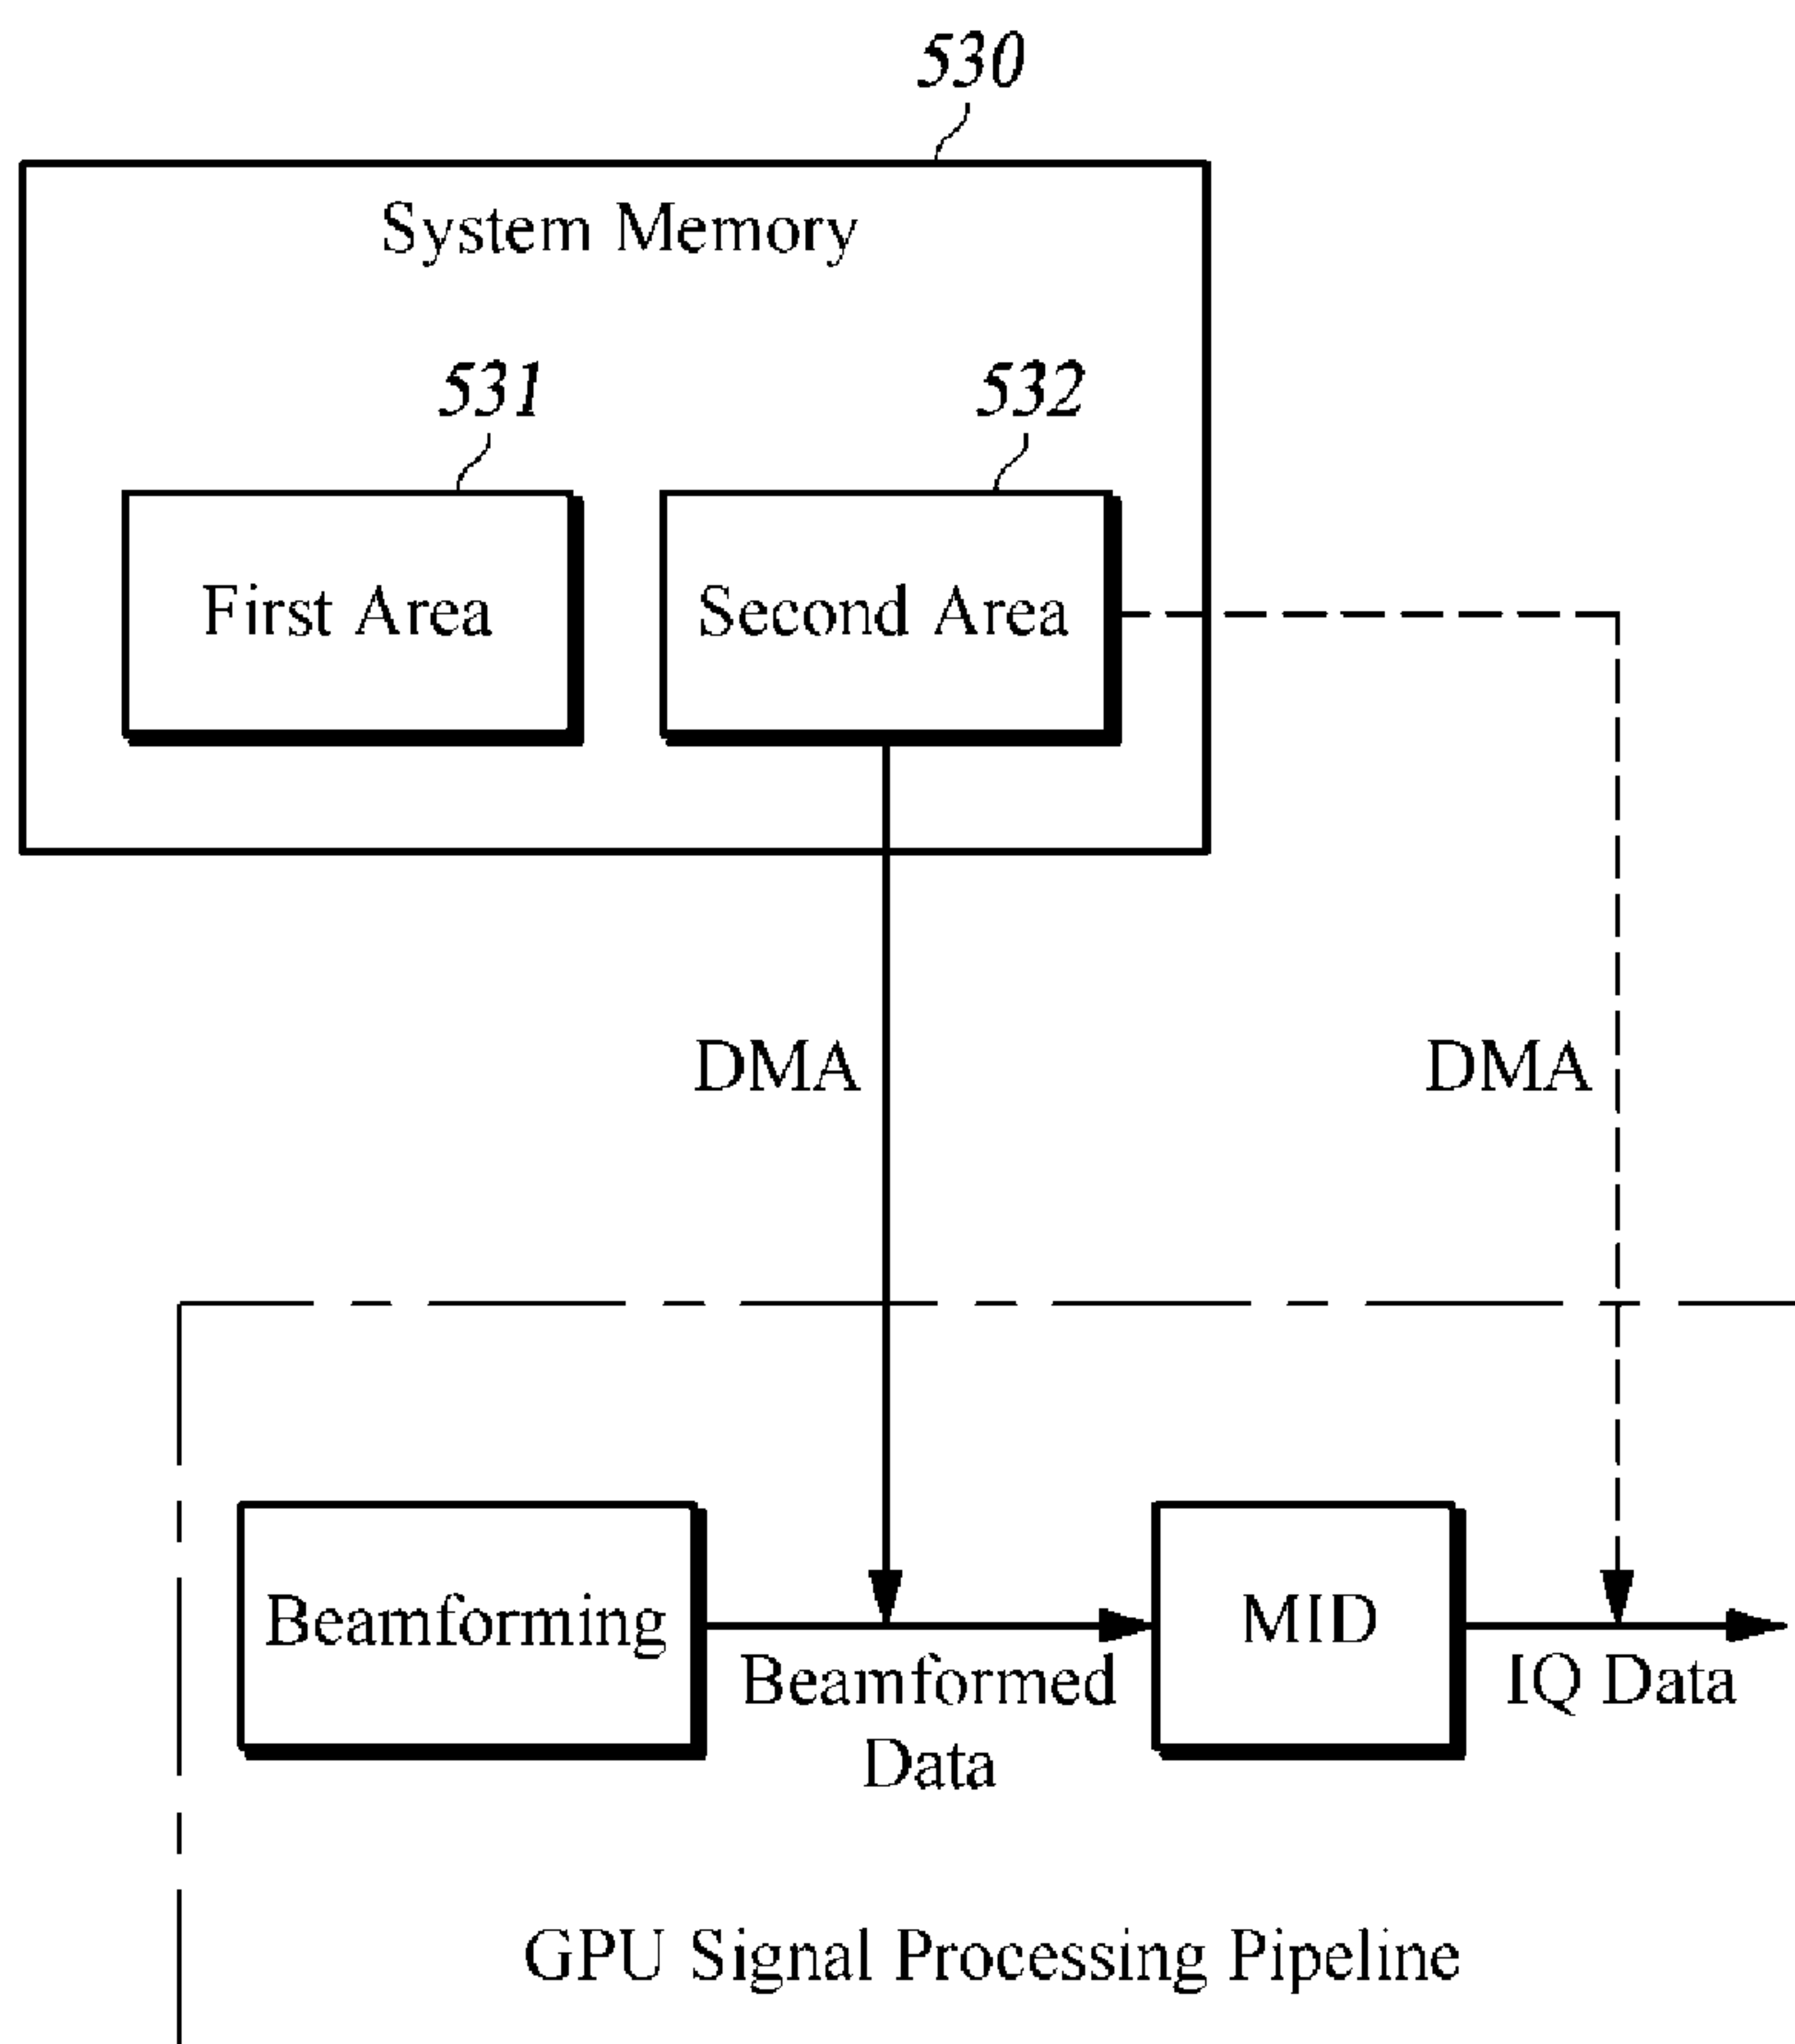 530
System Memory
531
532
First Area
Second Area
DMA
DMA
Beamforming
MID
Beamformed
Data
IQ Data
GPU Signal Processing Pipeline